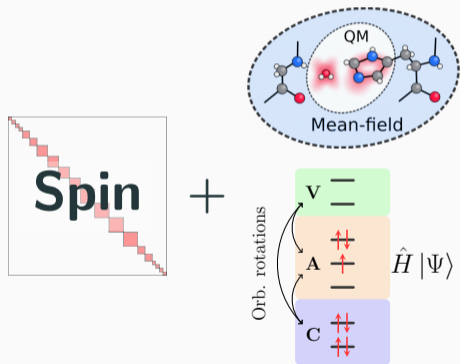 QM
Mean-field
Spin
+
V
A
C
Orb. rotations
Ĥ |Ψ⟩